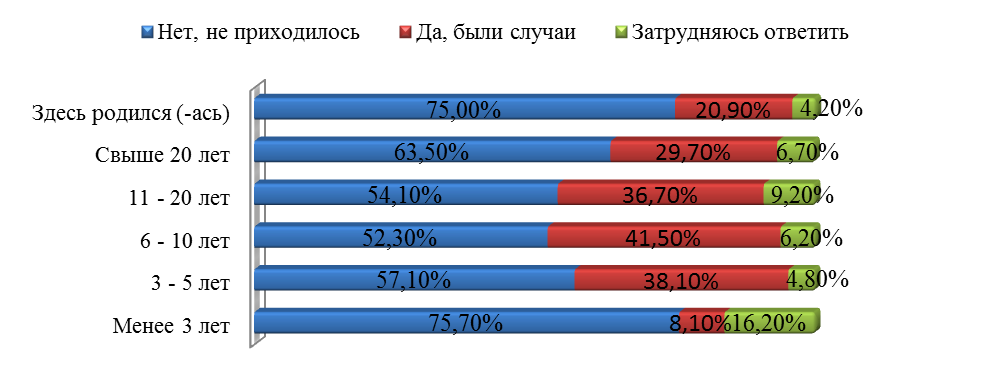 Нет, не приходилось Да, были случаи Затрудняюсь ответить
Здесь родился (-ась) 75,00% 20,90% 4,20%
Свыше 20 лет 63,50% 29,70% 6,70%
11 - 20 лет 54,10% 36,70% 9,20%
6 - 10 лет 52,30% 41,50% 6,20%
3 - 5 лет 57,10% 38,10% 4,80%
Менее 3 лет 75,70% 8,10% 16,20%